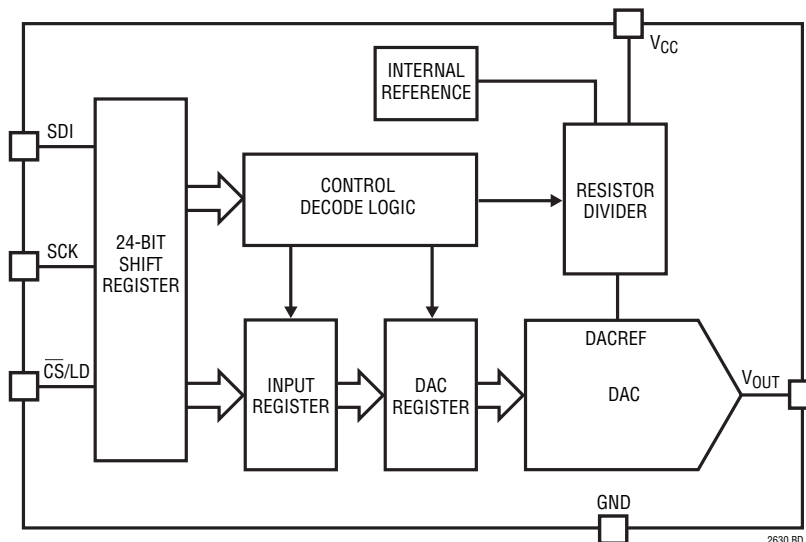 VCC
INTERNAL
REFERENCE
SDI
CONTROL
DECODE LOGIC
RESISTOR
DIVIDER
24-BIT
SHIFT
REGISTER
SCK
DACREF
CS/LD
INPUT
REGISTER
DAC
REGISTER
DAC
VOUT
GND
2630 BD